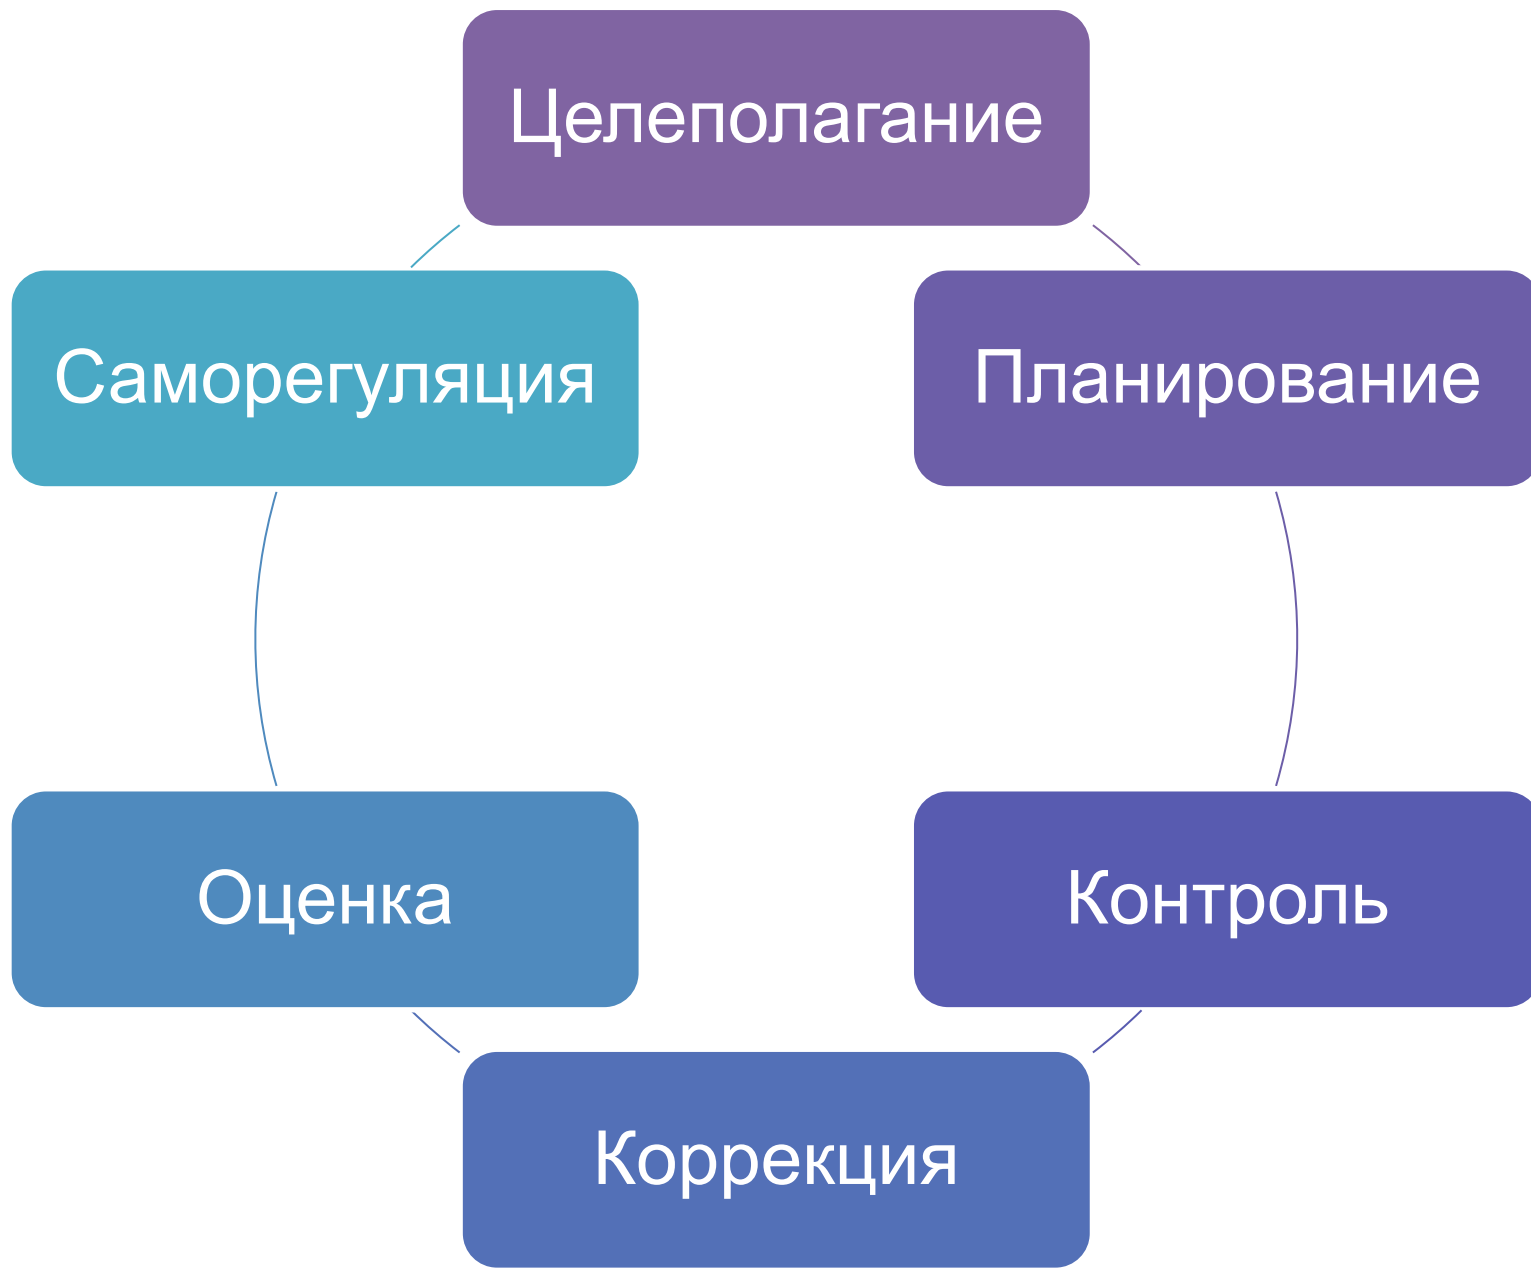 Целеполагание
Планирование
Контроль
Коррекция
Оценка
Саморегуляция